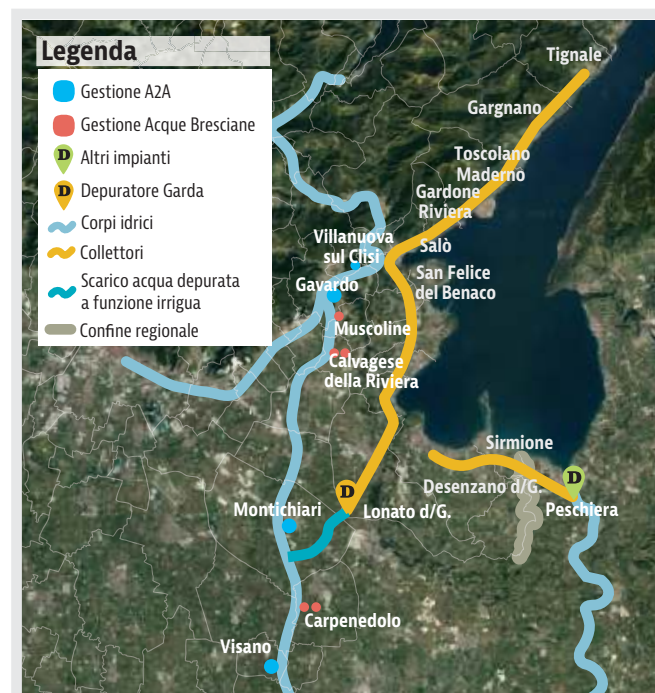 Legenda
Gestione A2A
Gestione Acque Bresciane
D
Altri impianti
D
Depuratore Garda
Corpi idrici
Collettori
Scarico acqua depurata
a funzione irrigua
Confine regionale
Tignale
Gargnano
Toscolano
Maderno
Gardone
Riviera
Villanuova
sul Clisi
Salò
Gavardo
San Felice
del Benaco
Muscoline
Calvagese
della Riviera
Sirmione
Desenzano d/G.
D
Peschiera
D
Lonato d/G.
Montichiari
Carpenedolo
Visano